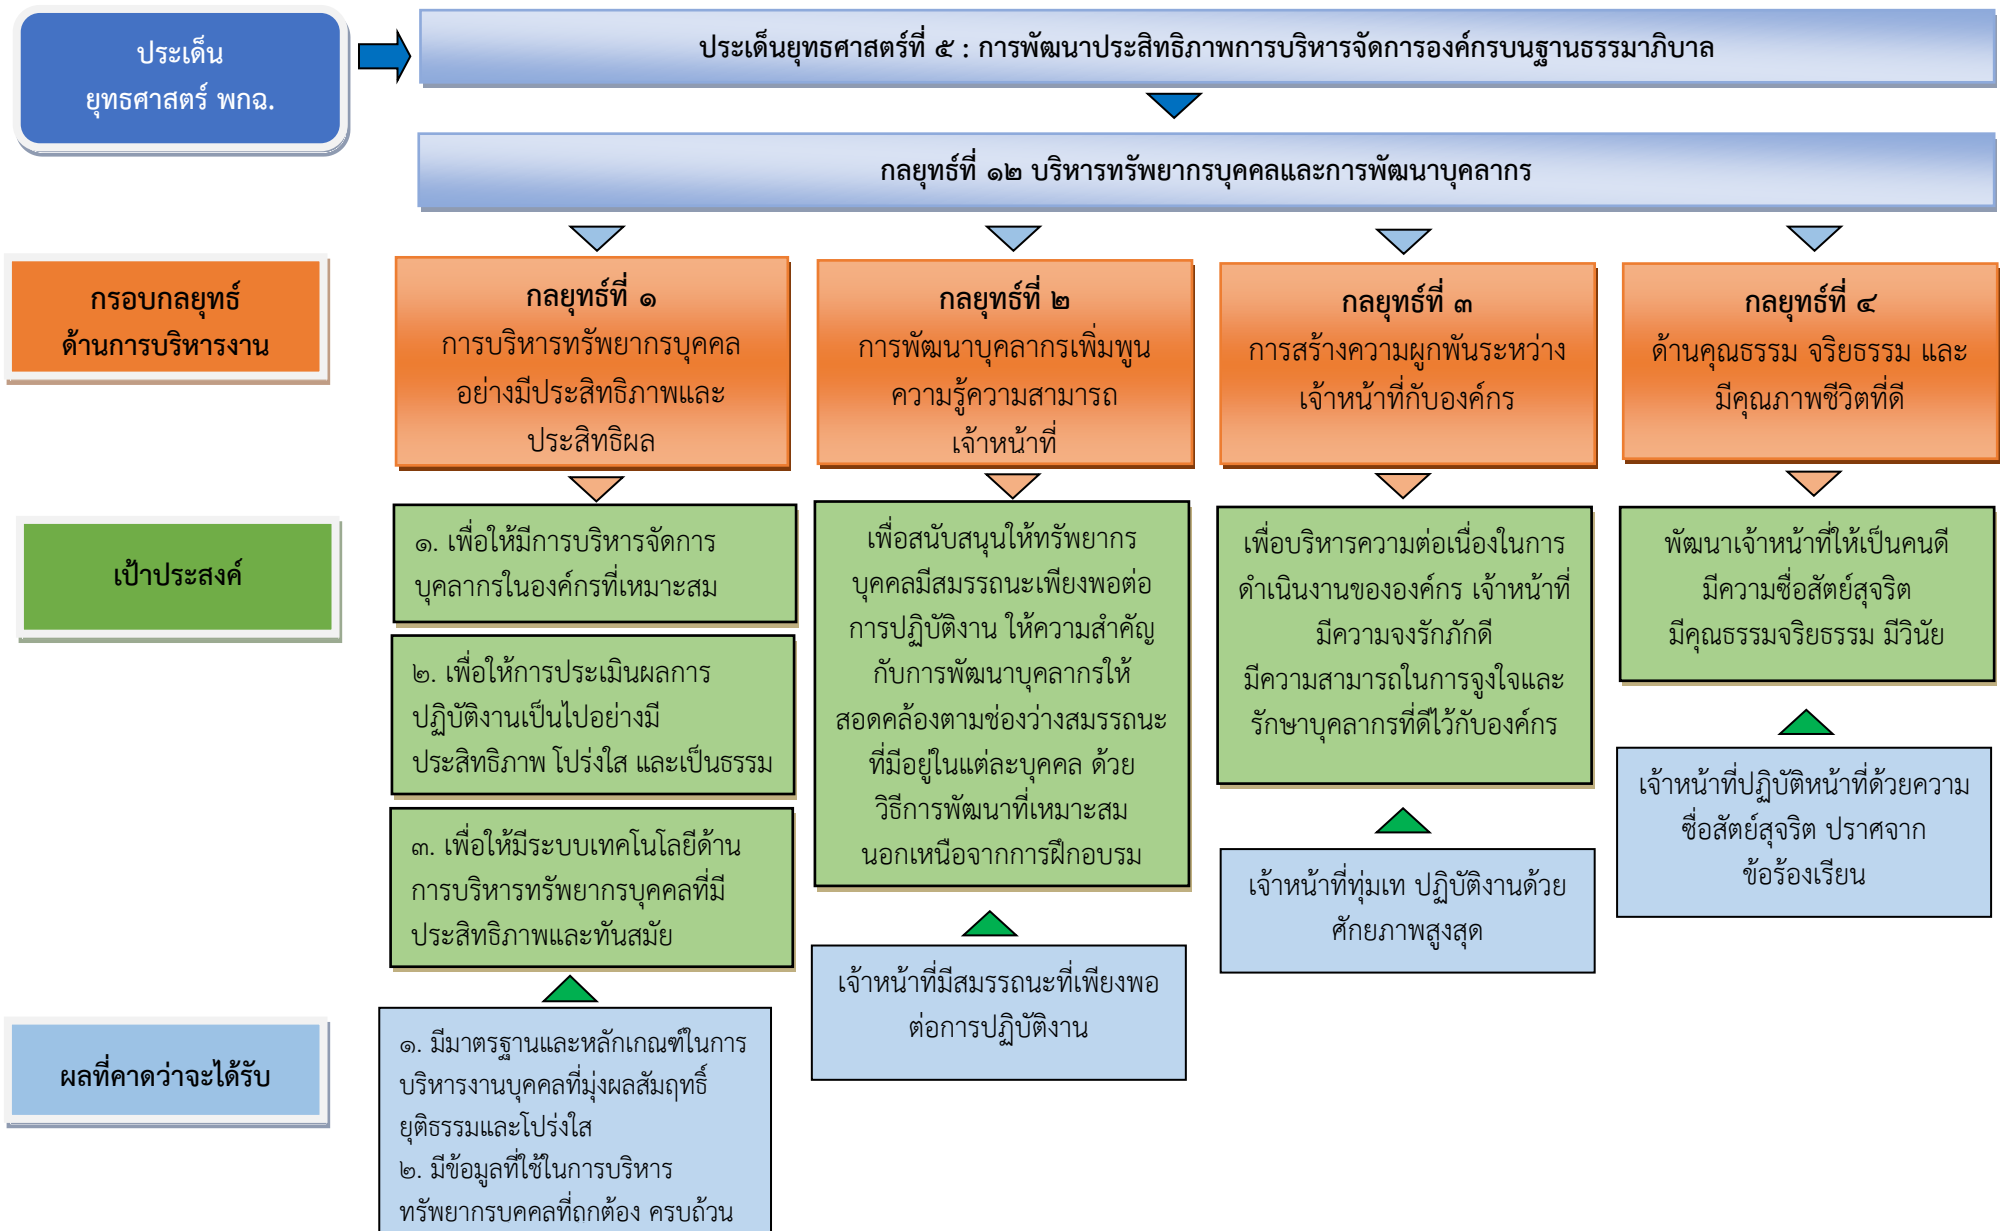 ประเด็น
ยุทธศาสตร์ พกฉ.
ประเด็นยุทธศาสตร์ที่ ๕ : การพัฒนาประสิทธิภาพการบริหารจัดการองค์กรบนฐานธรรมาภิบาล
กลยุทธ์ที่ ๑๒ บริหารทรัพยากรบุคคลและการพัฒนาบุคลากร
กรอบกลยุทธ์
ด้านการบริหารงาน
กลยุทธ์ที่ ๑
การบริหารทรัพยากรบุคคล
อย่างมีประสิทธิภาพและ
ประสิทธิผล
กลยุทธ์ที่ ๒
การพัฒนาบุคลากรเพิ่มพูน
ความรู้ความสามารถ
เจ้าหน้าที่
กลยุทธ์ที่ ๓
การสร้างความผูกพันระหว่าง
เจ้าหน้าที่กับองค์กร
กลยุทธ์ที่ ๔
ด้านคุณธรรม จริยธรรม และ
มีคุณภาพชีวิตที่ดี
เป้าประสงค์
๑. เพื่อให้มีการบริหารจัดการ
บุคลากรในองค์กรที่เหมาะสม
๒. เพื่อให้การประเมินผลการ
ปฏิบัติงานเป็นไปอย่างมี
ประสิทธิภาพ โปร่งใส และเป็นธรรม
๓. เพื่อให้มีระบบเทคโนโลยีด้าน
การบริหารทรัพยากรบุคคลที่มี
ประสิทธิภาพและทันสมัย
เพื่อสนับสนุนให้ทรัพยากร
บุคคลมีสมรรถนะเพียงพอต่อ
การปฏิบัติงาน ให้ความสำคัญ
กับการพัฒนาบุคลากรให้
สอดคล้องตามช่องว่างสมรรถนะ
ที่มีอยู่ในแต่ละบุคคล ด้วย
วิธีการพัฒนาที่เหมาะสม
นอกเหนือจากการฝึกอบรม
เพื่อบริหารความต่อเนื่องในการ
ดำเนินงานขององค์กร เจ้าหน้าที่
มีความจงรักภักดี
มีความสามารถในการจูงใจและ
รักษาบุคลากรที่ดีไว้กับองค์กร
พัฒนาเจ้าหน้าที่ให้เป็นคนดี
มีความซื่อสัตย์สุจริต
มีคุณธรรมจริยธรรม มีวินัย
ผลที่คาดว่าจะได้รับ
๑. มีมาตรฐานและหลักเกณฑ์ในการ
บริหารงานบุคคลที่มุ่งผลสัมฤทธิ์
ยุติธรรมและโปร่งใส
๒. มีข้อมูลที่ใช้ในการบริหาร
ทรัพยากรบุคคลที่ถูกต้อง ครบถ้วน
เจ้าหน้าที่มีสมรรถนะที่เพียงพอ
ต่อการปฏิบัติงาน
เจ้าหน้าที่ทุ่มเท ปฏิบัติงานด้วย
ศักยภาพสูงสุด
เจ้าหน้าที่ปฏิบัติหน้าที่ด้วยความ
ซื่อสัตย์สุจริต ปราศจาก
ข้อร้องเรียน